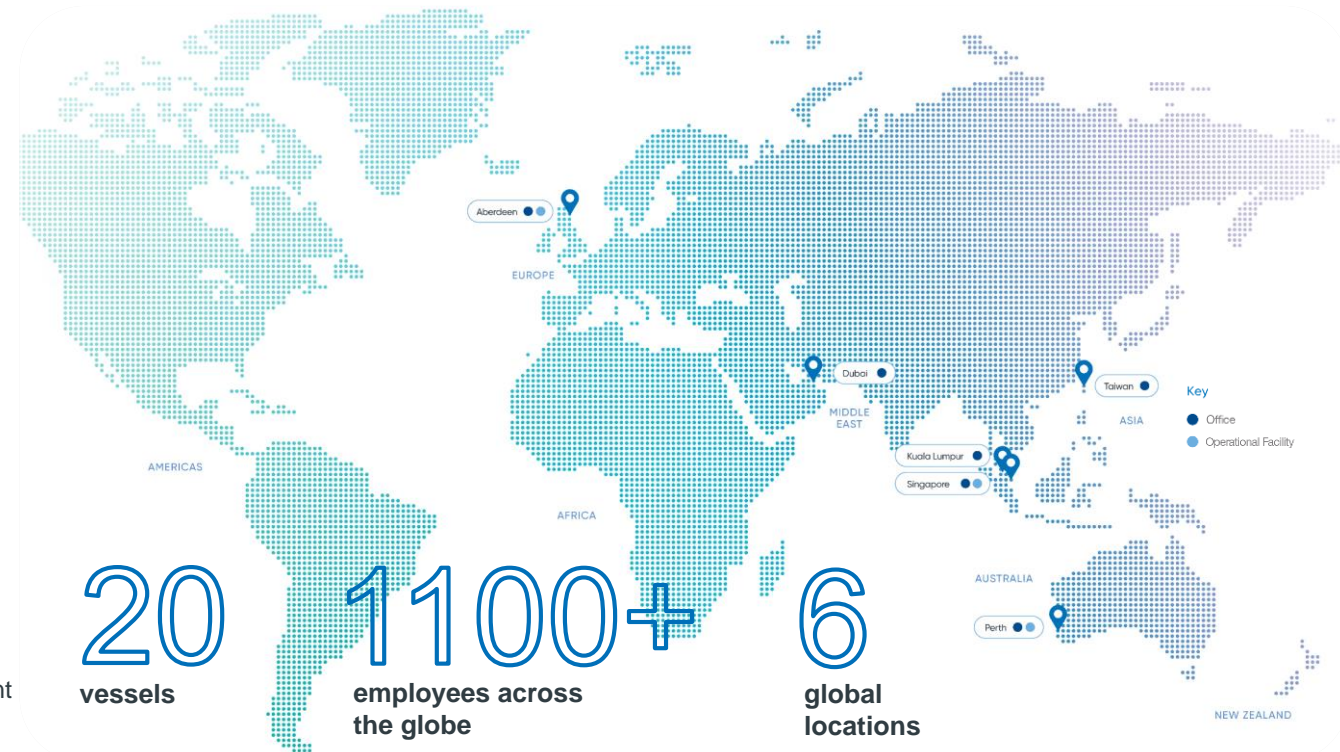 Aberdeen
EUROPE
Dubai
MIDDLE
EAST
Taiwan
ASIA
Key
Office
Operational Facility
Kuala Lumpur
Singapore
AMERICAS
AFRICA
AUSTRALIA
Perth
NEW ZEALAND
20
vessels
1100+
employees across
the globe
6
global
locations